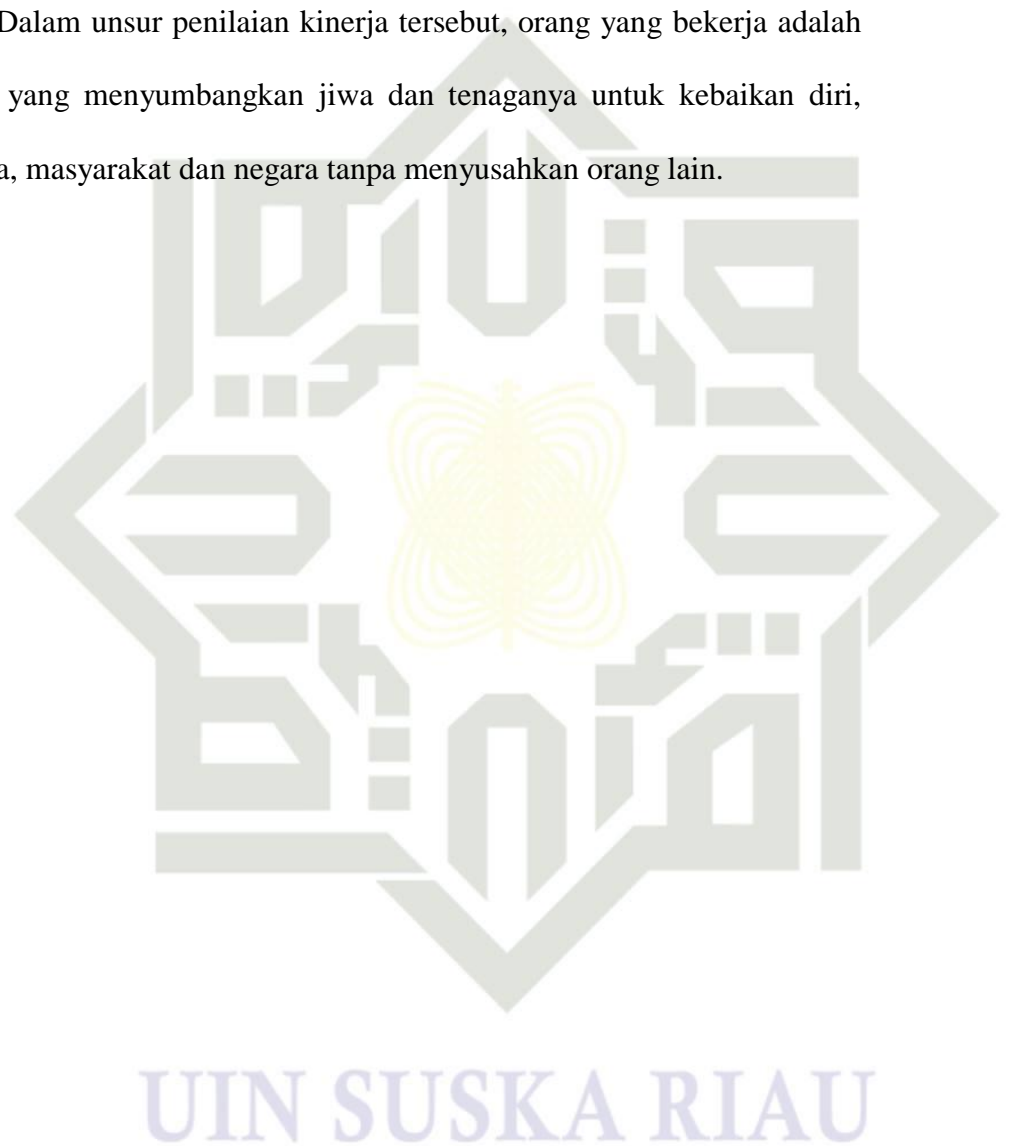 Dalam unsur penilaian kinerja tersebut, orang yang bekerja adalah
yang menyumbangkan jiwa dan tenaganya untuk kebaikan diri,
masyarakat dan negara tanpa menyusahkan orang lain.
UIN SUSKA RIAU